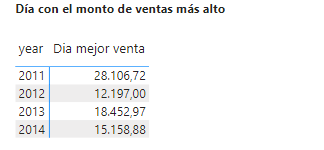 Día con el monto de ventas más alto
year Dia mejor venta
2011 28.106,72
2012 12.197,00
2013 18.452,97
2014 15.158,88